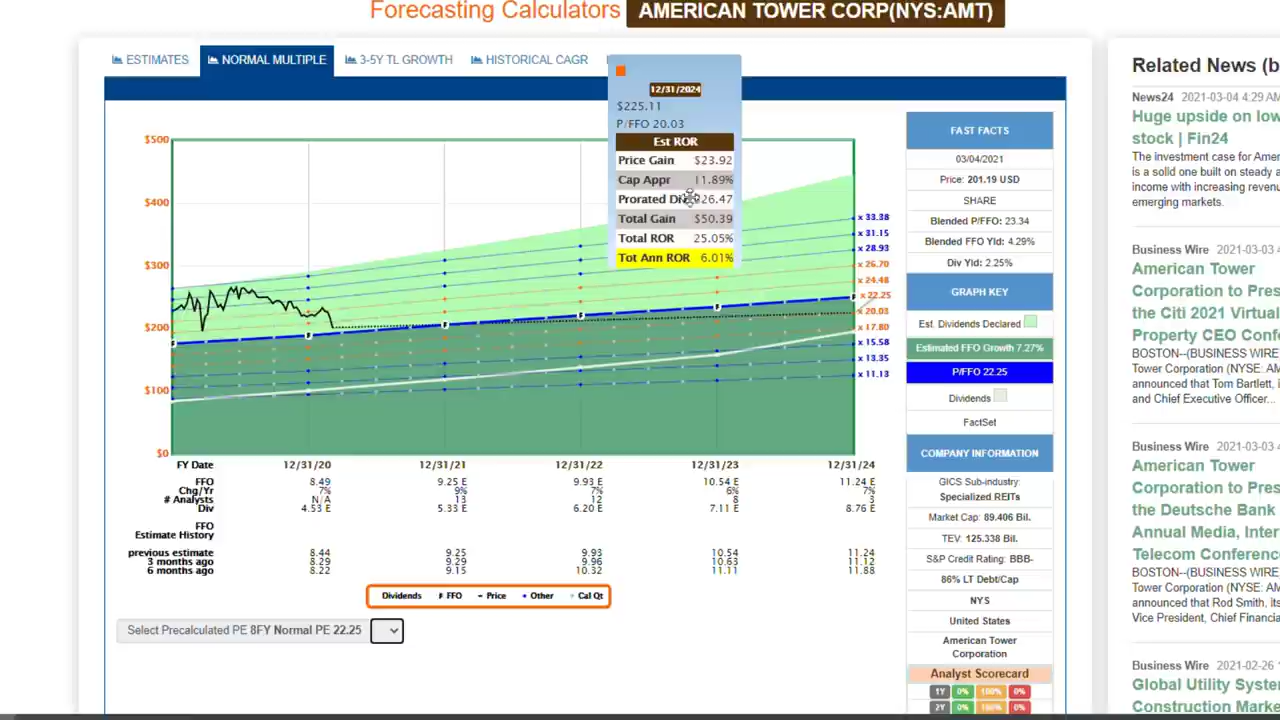 Forecasting Calculators AMERICAN TOWER CORP(NYS:AMT)
ESTIMATES NORMAL MULTIPLE 3-5Y TL GROWTH HISTORICAL CAGR
12/31/2024
$225.11
P/FFO 20.03
Est ROR
Price Gain $23.92
Cap Appr 11.89%
Prorated $26.47
Total Gain $50.39
Total ROR 25.05%
Tot Ann ROR 6.01%
$500
$400
$300
$200
$100
$0
x 33.38
x 31.15
x 28.93
x 26.70
x 24.48
x 22.25
x 20.03
x 17.80
x 15.58
x 13.35
x 11.13
FY Date 12/31/20 12/31/21 12/31/22 12/31/23 12/31/24
FFO 8.49 9.25 E 9.93 E 10.54 E 11.24 E
Chg/Yr 7% 9% 7% 6% 7%
# Analysts N/A 13 12 8 3
Div 4.53 E 5.33 E 6.20 E 7.11 E 8.76 E
FFO
Estimate History
previous estimate 8.44 9.25 9.93 10.54 11.24
3 months ago 8.29 9.29 9.96 10.63 11.12
6 months ago 8.22 9.15 10.32 11.11 11.88
Dividends FFO Price Other Cal Qt
Select Precalculated PE 8FY Normal PE 22.25
FAST FACTS
03/04/2021
Price: 201.19 USD
SHARE
Blended P/FFO: 23.34
Blended FFO Yld: 4.29%
Div Yld: 2.25%
GRAPH KEY
Est. Dividends Declared
Estimated FFO Growth 7.27%
P/FFO 22.25
Dividends
FactSet
COMPANY INFORMATION
GICS Sub-industry:
Specialized REITs
Market Cap: 89.406 Bil.
TEV: 125.338 Bil.
S&P Credit Rating: BBB-
86% LT Debt/Cap
NYS
United States
American Tower
Corporation
Analyst Scorecard
1Y 0% 100% 0%
2Y 0% 100% 0%
Related News (b
News24 2021-03-04 4:29 AM
Huge upside on low
stock | Fin24
The investment case for Amer
is a solid one built on steady a
income with increasing revenu
emerging markets.
Business Wire 2021-03-03
American Tower
Corporation to Pres
the Citi 2021 Virtual
Property CEO Conf
BOSTON--(BUSINESS WIRE
Tower Corporation (NYSE: AM
announced that Tom Bartlett, i
and Chief Executive Officer...
Business Wire 2021-03-03
American Tower
Corporation to Pres
the Deutsche Bank
Annual Media, Inter
Telecom Conference
BOSTON--(BUSINESS WIRE
Tower Corporation (NYSE: AM
announced that Rod Smith, its
Vice President, Chief Financia
Business Wire 2021-02-26
Global Utility System
Construction Marke